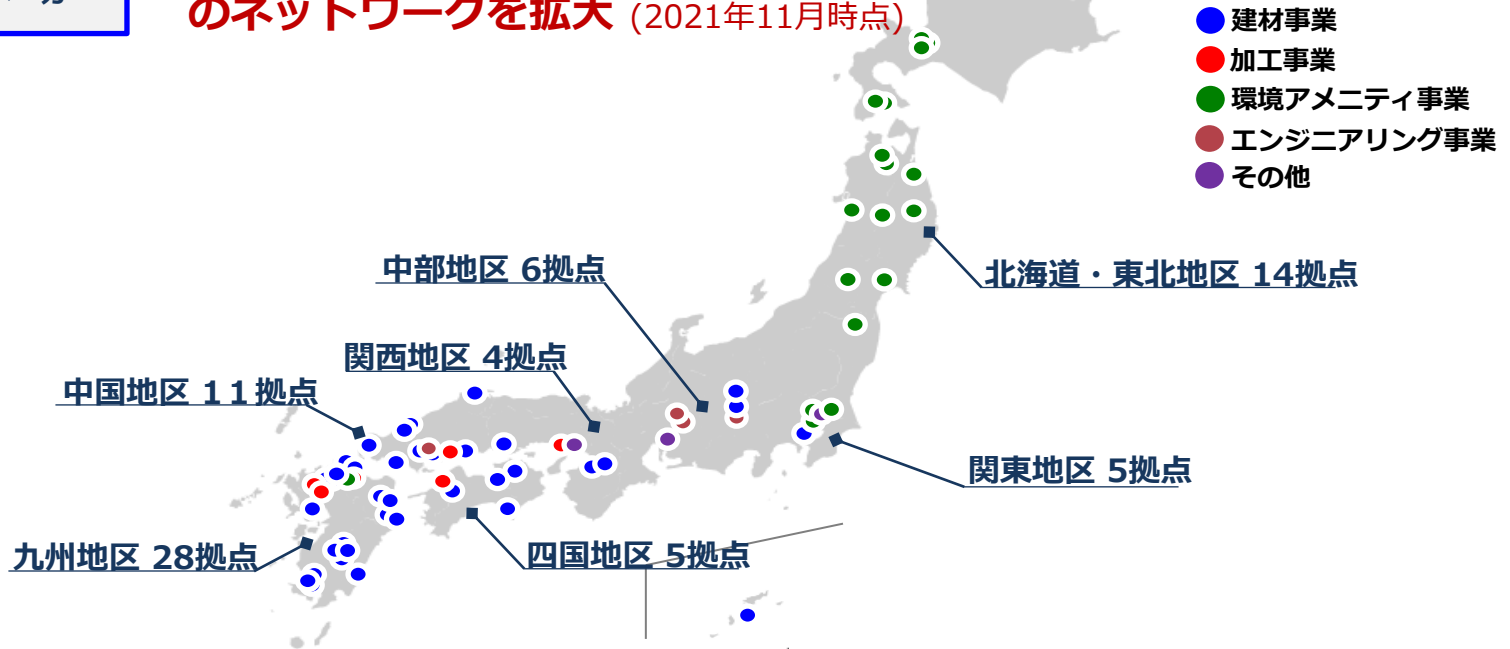 のネットワークを拡大 (2021年11月時点)
建材事業
加工事業
環境アメニティ事業
エンジニアリング事業
その他
中部地区 6拠点
北海道・東北地区 14拠点
関西地区 4拠点
中国地区 11拠点
関東地区 5拠点
九州地区 28拠点
四国地区 5拠点